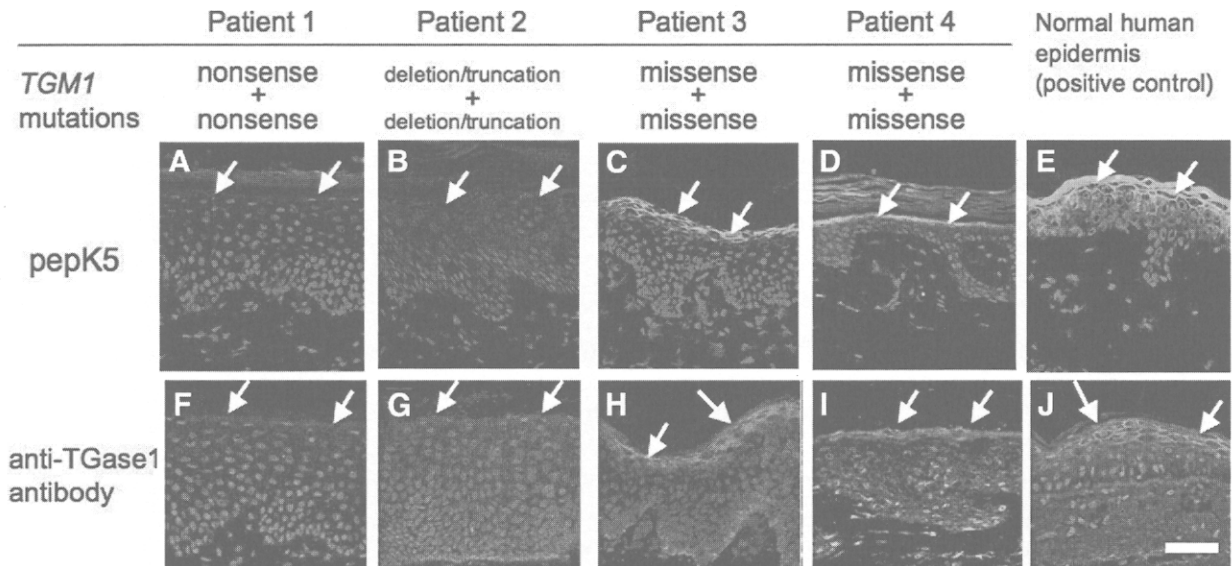 Patient 1 Patient 2 Patient 3 Patient 4 Normal human
epidermis
(positive control)
TGM1
mutations
nonsense
+
nonsense
deletion/truncation
+
deletion/truncation
missense
+
missense
missense
+
missense
pepK5
A B C D E
anti-TGase1
antibody
F G H I J